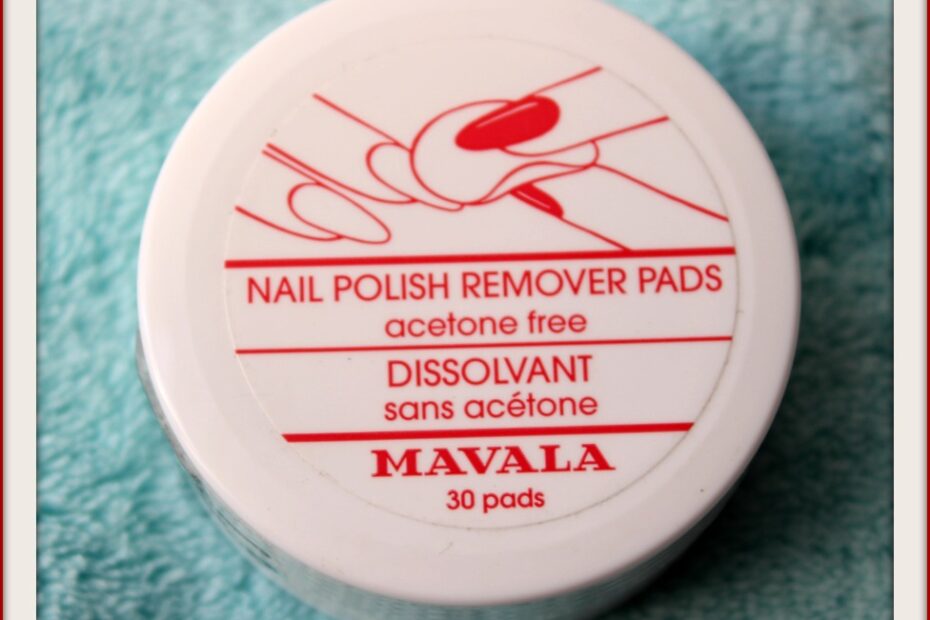 NAIL POLISH REMOVER PADS
acetone free
DISSOLVANT
sans acétone
MAVALA
30 pads